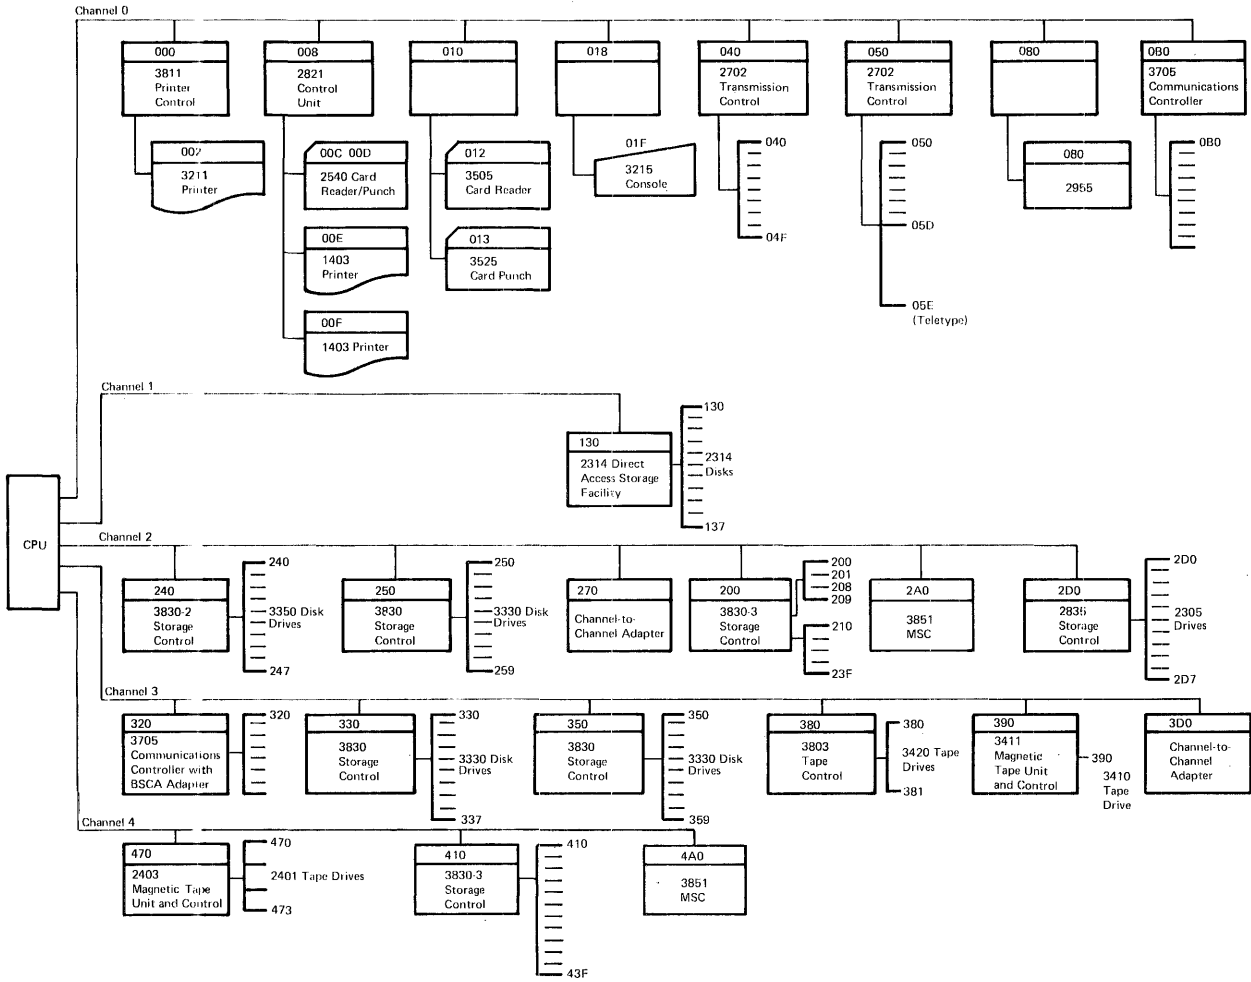 Channel 0
000
3811
Printer
Control
002
3211
Printer
008
2821
Control
Unit
00C 00D
2540 Card
Reader/Punch
00E
1403
Printer
00F
1403 Printer
010
012
3505
Card Reader
013
3525
Card Punch
018
01F
3215
Console
040
2702
Transmission
Control
040
04F
050
2702
Transmission
Control
050
05D
05E
(Teletype)
080
080
2955
0B0
3705
Communications
Controller
0B0
Channel 1
130
2314 Direct
Access Storage
Facility
130
2314
Disks
137
CPU
Channel 2
240
3830-2
Storage
Control
240
3350 Disk
Drives
247
250
3830
Storage
Control
250
3330 Disk
Drives
259
270
Channel-to-
Channel Adapter
200
3830-3
Storage
Control
200
201
208
209
210
23F
2A0
3851
MSC
2D0
2835
Storage
Control
2D0
2305
Drives
2D7
Channel 3
320
3705
Communications
Controller with
BSCA Adapter
320
330
3830
Storage
Control
330
3330 Disk
Drives
337
350
3830
Storage
Control
350
3330 Disk
Drives
359
380
3803
Tape
Control
380
3420 Tape
Drives
381
390
3411
Magnetic
Tape Unit
and Control
390
3410
Tape
Drive
3D0
Channel-to-
Channel
Adapter
Channel 4
470
2403
Magnetic Tape
Unit and Control
470
2401 Tape Drives
473
410
3830-3
Storage
Control
410
43F
4A0
3851
MSC